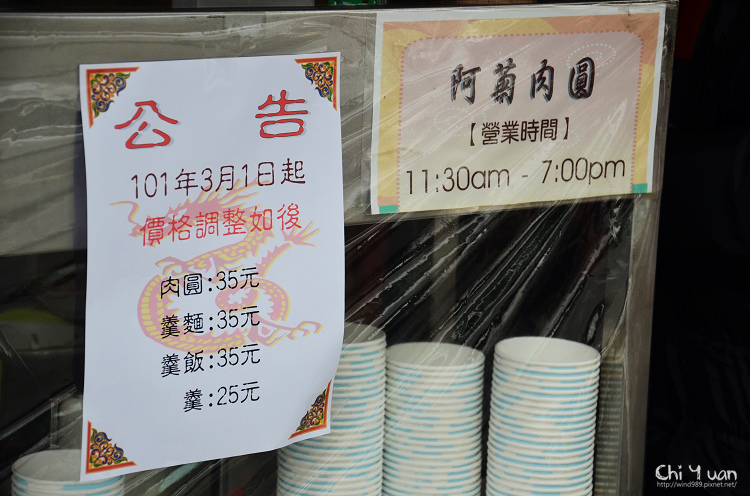 公告
101年3月1日起
價格調整如後
肉圓:35元
羹麵:35元
羹飯:35元
羹:25元
阿菊肉圓
【營業時間】
11:30am - 7:00pm
Chi Yuan
http://wind989.pixnet.net/